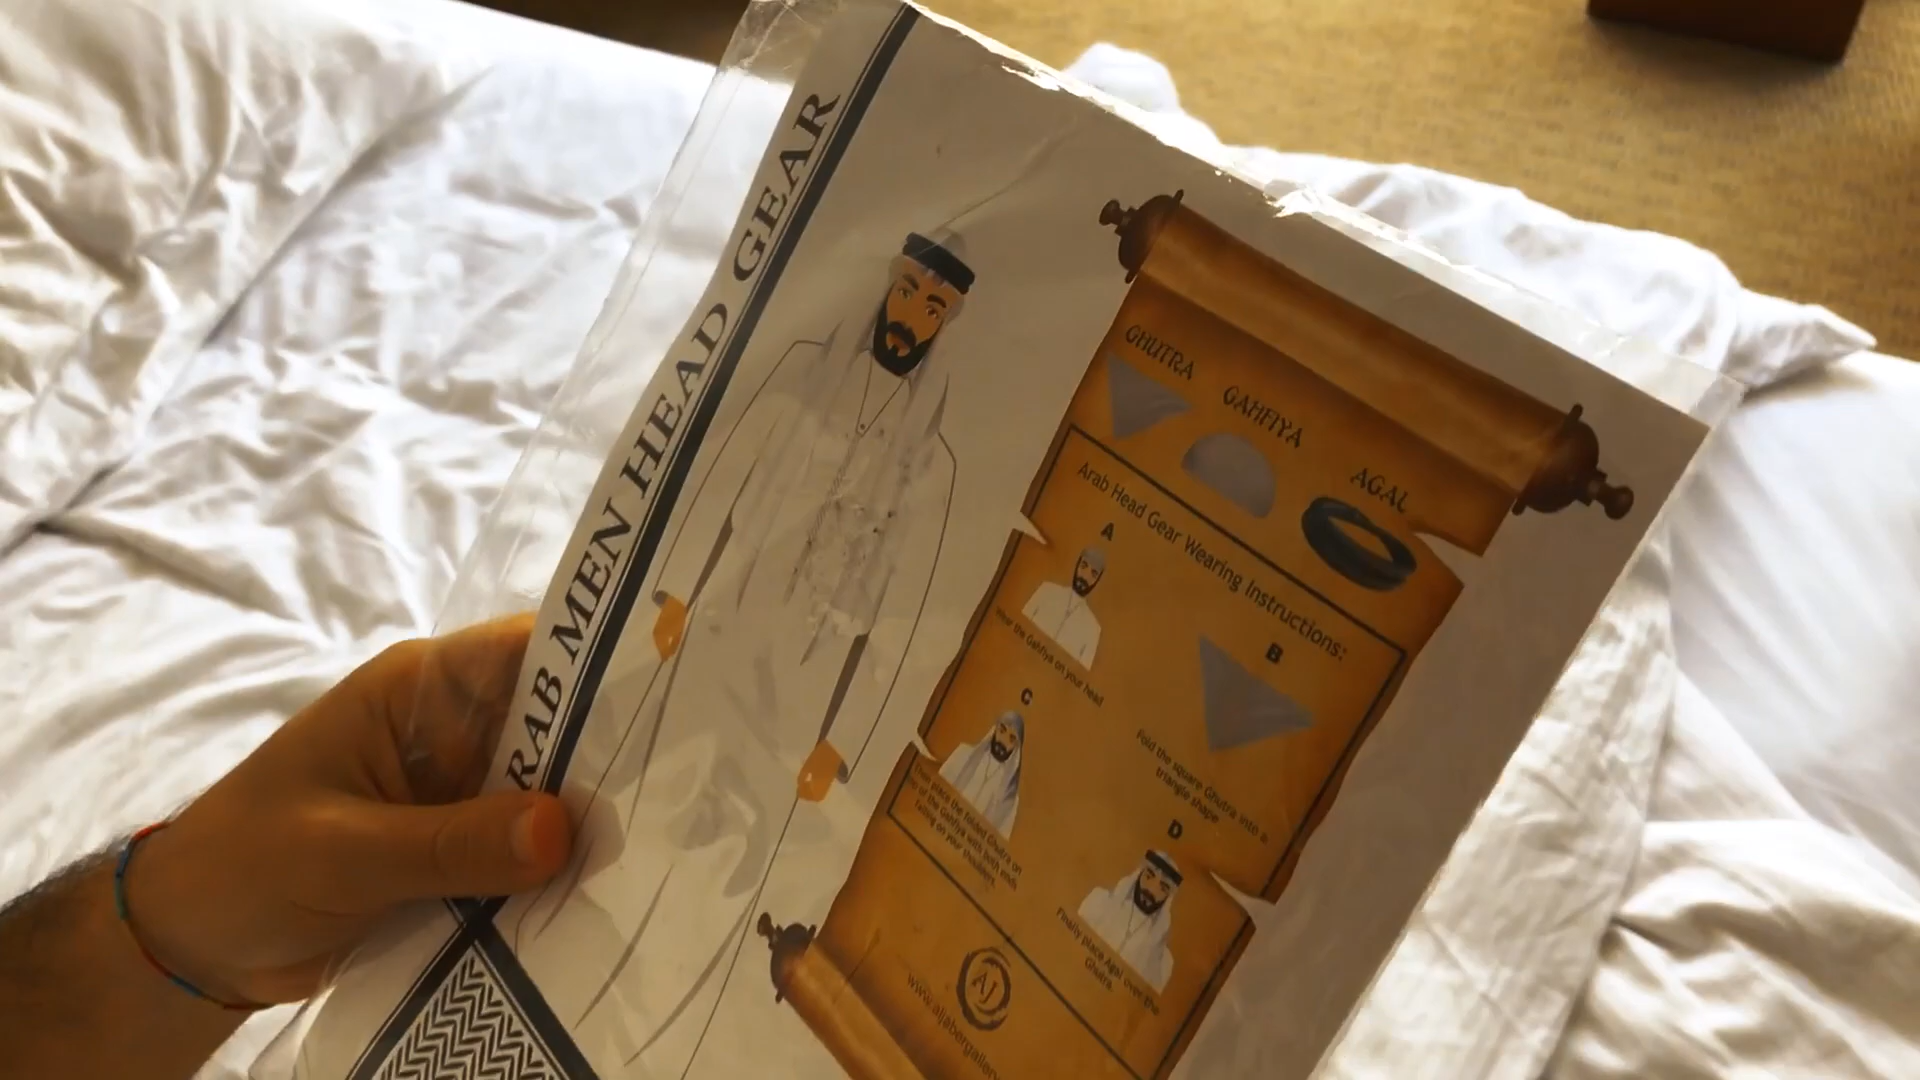 RAB MEN HEAD GEAR
GHUTRA
GAHFIYA
AGAL
Arab Head Gear Wearing Instructions:
A
Wear the Gahfiya on your head
B
Fold the square Ghutra into a
triangle shape
C
Then place the folded Ghutra on
top of the Gahfiya with both ends
falling on your shoulders.
D
Finally place Agal over the
Ghutra.
AJ
www.aljabergallery